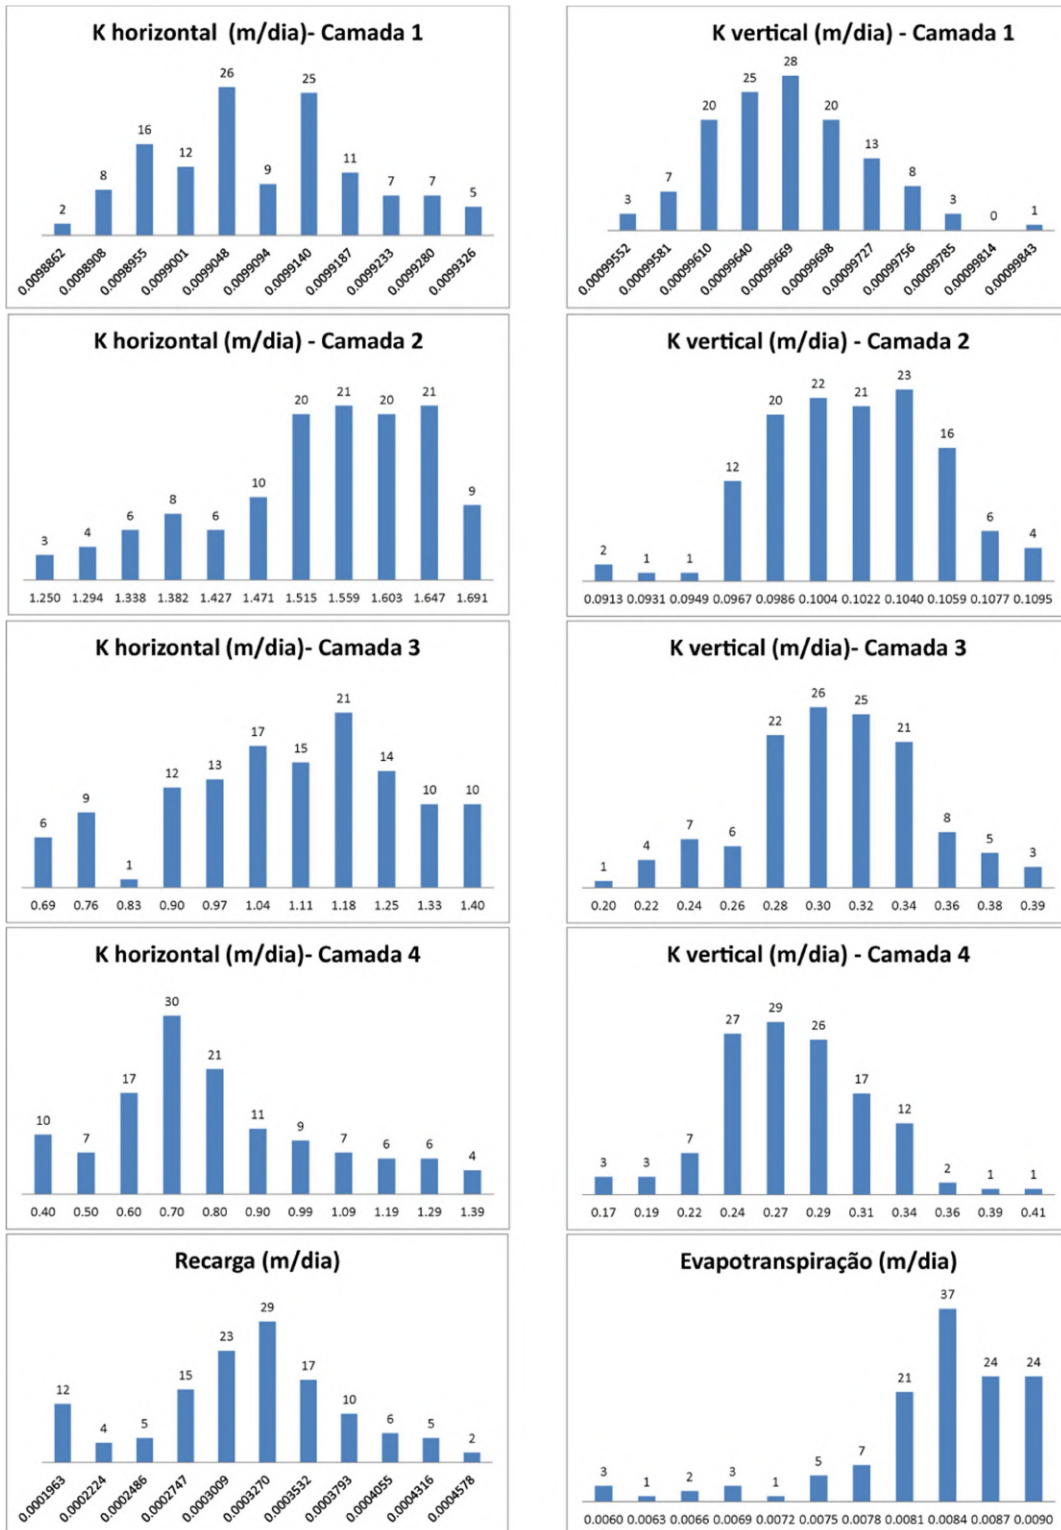 K horizontal (m/dia)- Camada 1
26
25
16
12
11
9
8
7
7
5
2
0.0098862 0.0098908 0.0098955 0.0099001 0.0099048 0.0099094 0.0099140 0.0099187 0.0099233 0.0099280 0.0099326
K vertical (m/dia) - Camada 1
28
25
20
20
13
8
7
3
3
0
1
0.00099552 0.00099581 0.00099610 0.00099640 0.00099669 0.00099698 0.00099727 0.00099756 0.00099785 0.00099814 0.00099843
K horizontal (m/dia) - Camada 2
3 4 6 8 6 10 20 21 20 21 9
1.250 1.294 1.338 1.382 1.427 1.471 1.515 1.559 1.603 1.647 1.691
K vertical (m/dia) - Camada 2
2 1 1 12 20 22 21 23 16 6 4
0.0913 0.0931 0.0949 0.0967 0.0986 0.1004 0.1022 0.1040 0.1059 0.1077 0.1095
K horizontal (m/dia)- Camada 3
6 9 1 12 13 17 15 21 14 10 10
0.69 0.76 0.83 0.90 0.97 1.04 1.11 1.18 1.25 1.33 1.40
K vertical (m/dia)- Camada 3
1 4 7 6 22 26 25 21 8 5 3
0.20 0.22 0.24 0.26 0.28 0.30 0.32 0.34 0.36 0.38 0.39
K horizontal (m/dia)- Camada 4
10 7 17 30 21 11 9 7 6 6 4
0.40 0.50 0.60 0.70 0.80 0.90 0.99 1.09 1.19 1.29 1.39
K vertical (m/dia) - Camada 4
3 3 7 27 29 26 17 12 2 1 1
0.17 0.19 0.22 0.24 0.27 0.29 0.31 0.34 0.36 0.39 0.41
Recarga (m/dia)
12 4 5 15 23 29 17 10 6 5 2
0.0001963 0.0002224 0.0002486 0.0002747 0.0003009 0.0003270 0.0003532 0.0003793 0.0004055 0.0004316 0.0004578
Evapotranspiração (m/dia)
3 1 2 3 1 5 7 21 37 24 24
0.0060 0.0063 0.0066 0.0069 0.0072 0.0075 0.0078 0.0081 0.0084 0.0087 0.0090